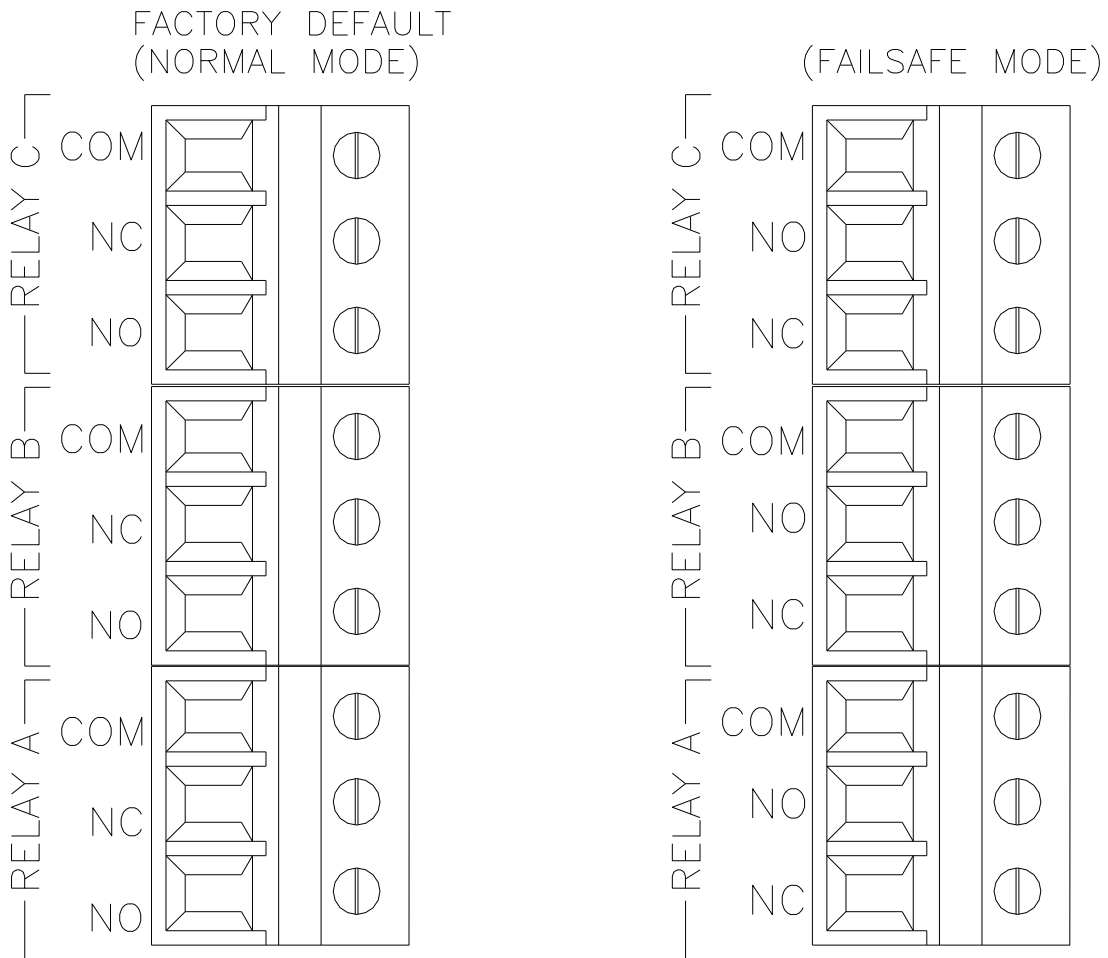 FACTORY DEFAULT
(NORMAL MODE)
RELAY C
COM
NC
NO
RELAY B
COM
NC
NO
RELAY A
COM
NC
NO
(FAILSAFE MODE)
RELAY C
COM
NO
NC
RELAY B
COM
NO
NC
RELAY A
COM
NO
NC